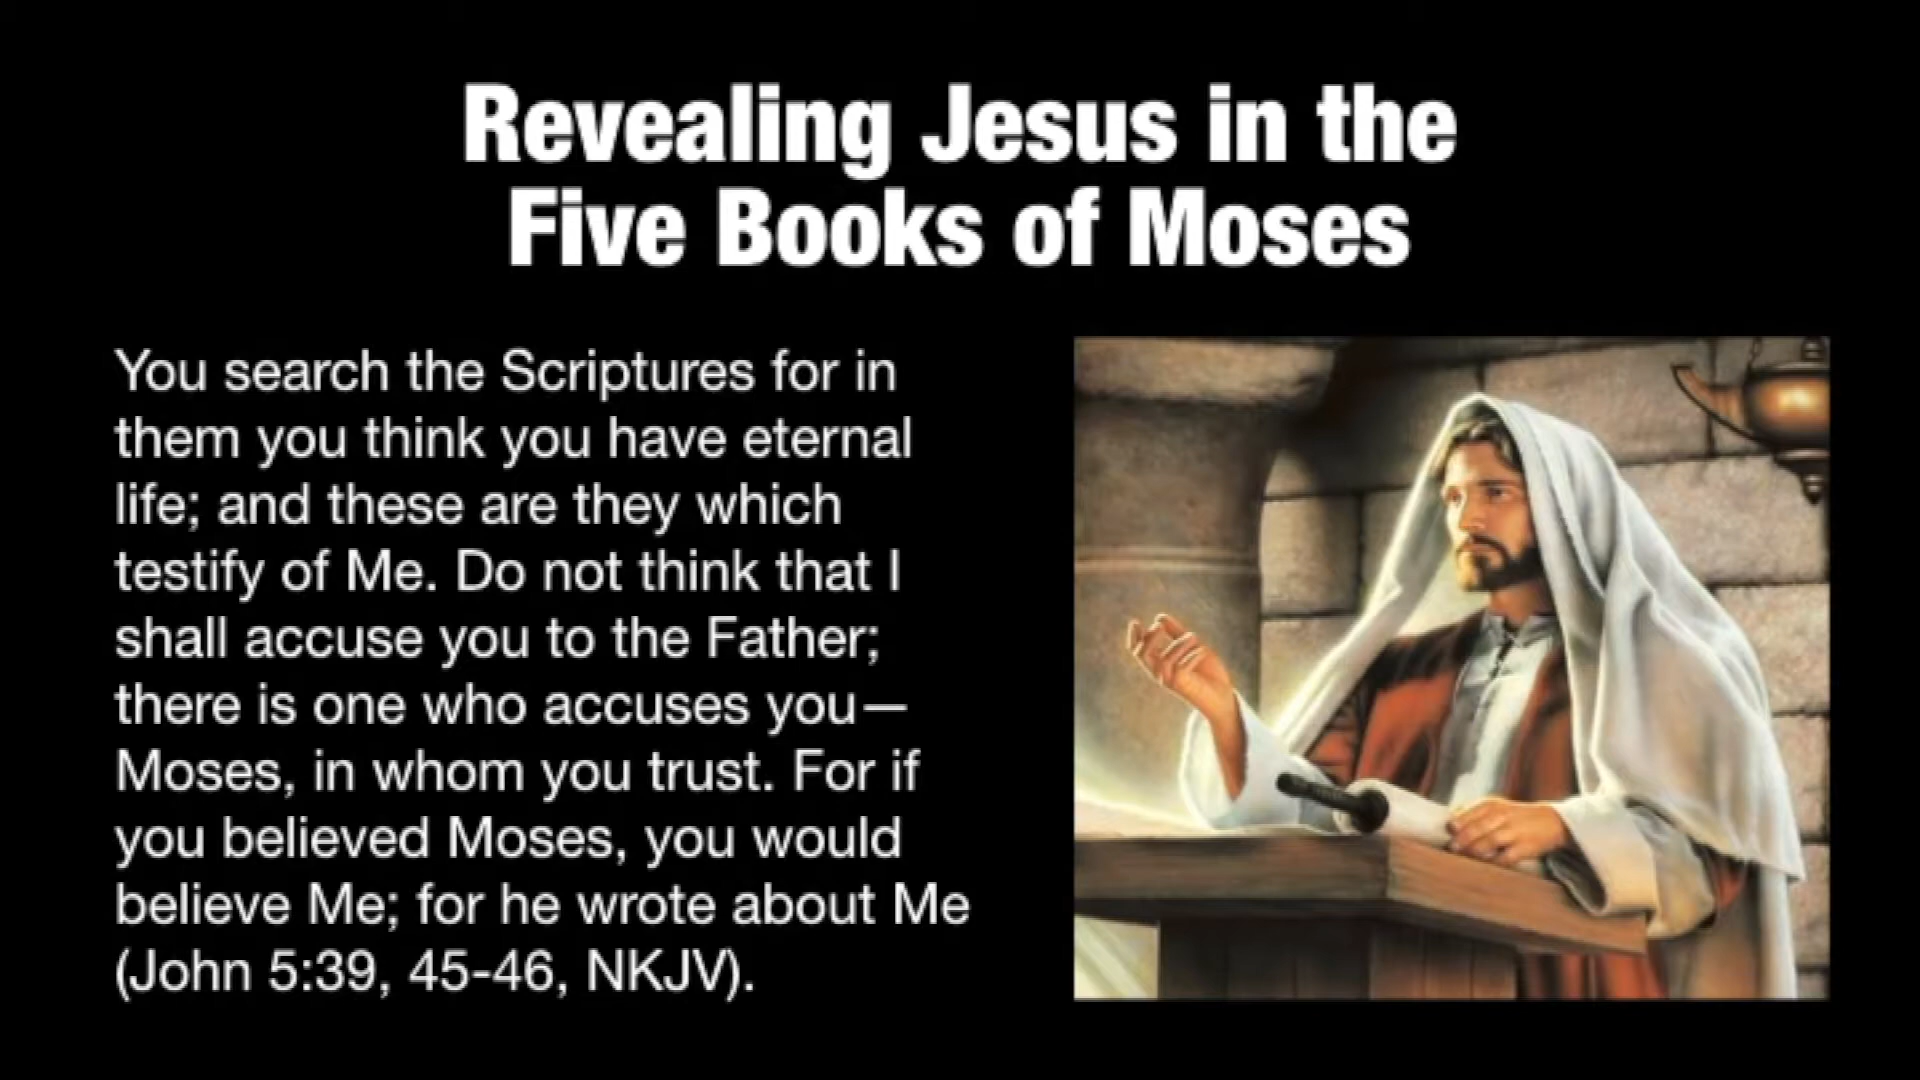 Revealing Jesus in the
Five Books of Moses
You search the Scriptures for in
them you think you have eternal
life; and these are they which
testify of Me. Do not think that I
shall accuse you to the Father;
there is one who accuses you—
Moses, in whom you trust. For if
you believed Moses, you would
believe Me; for he wrote about Me
(John 5:39, 45-46, NKJV).